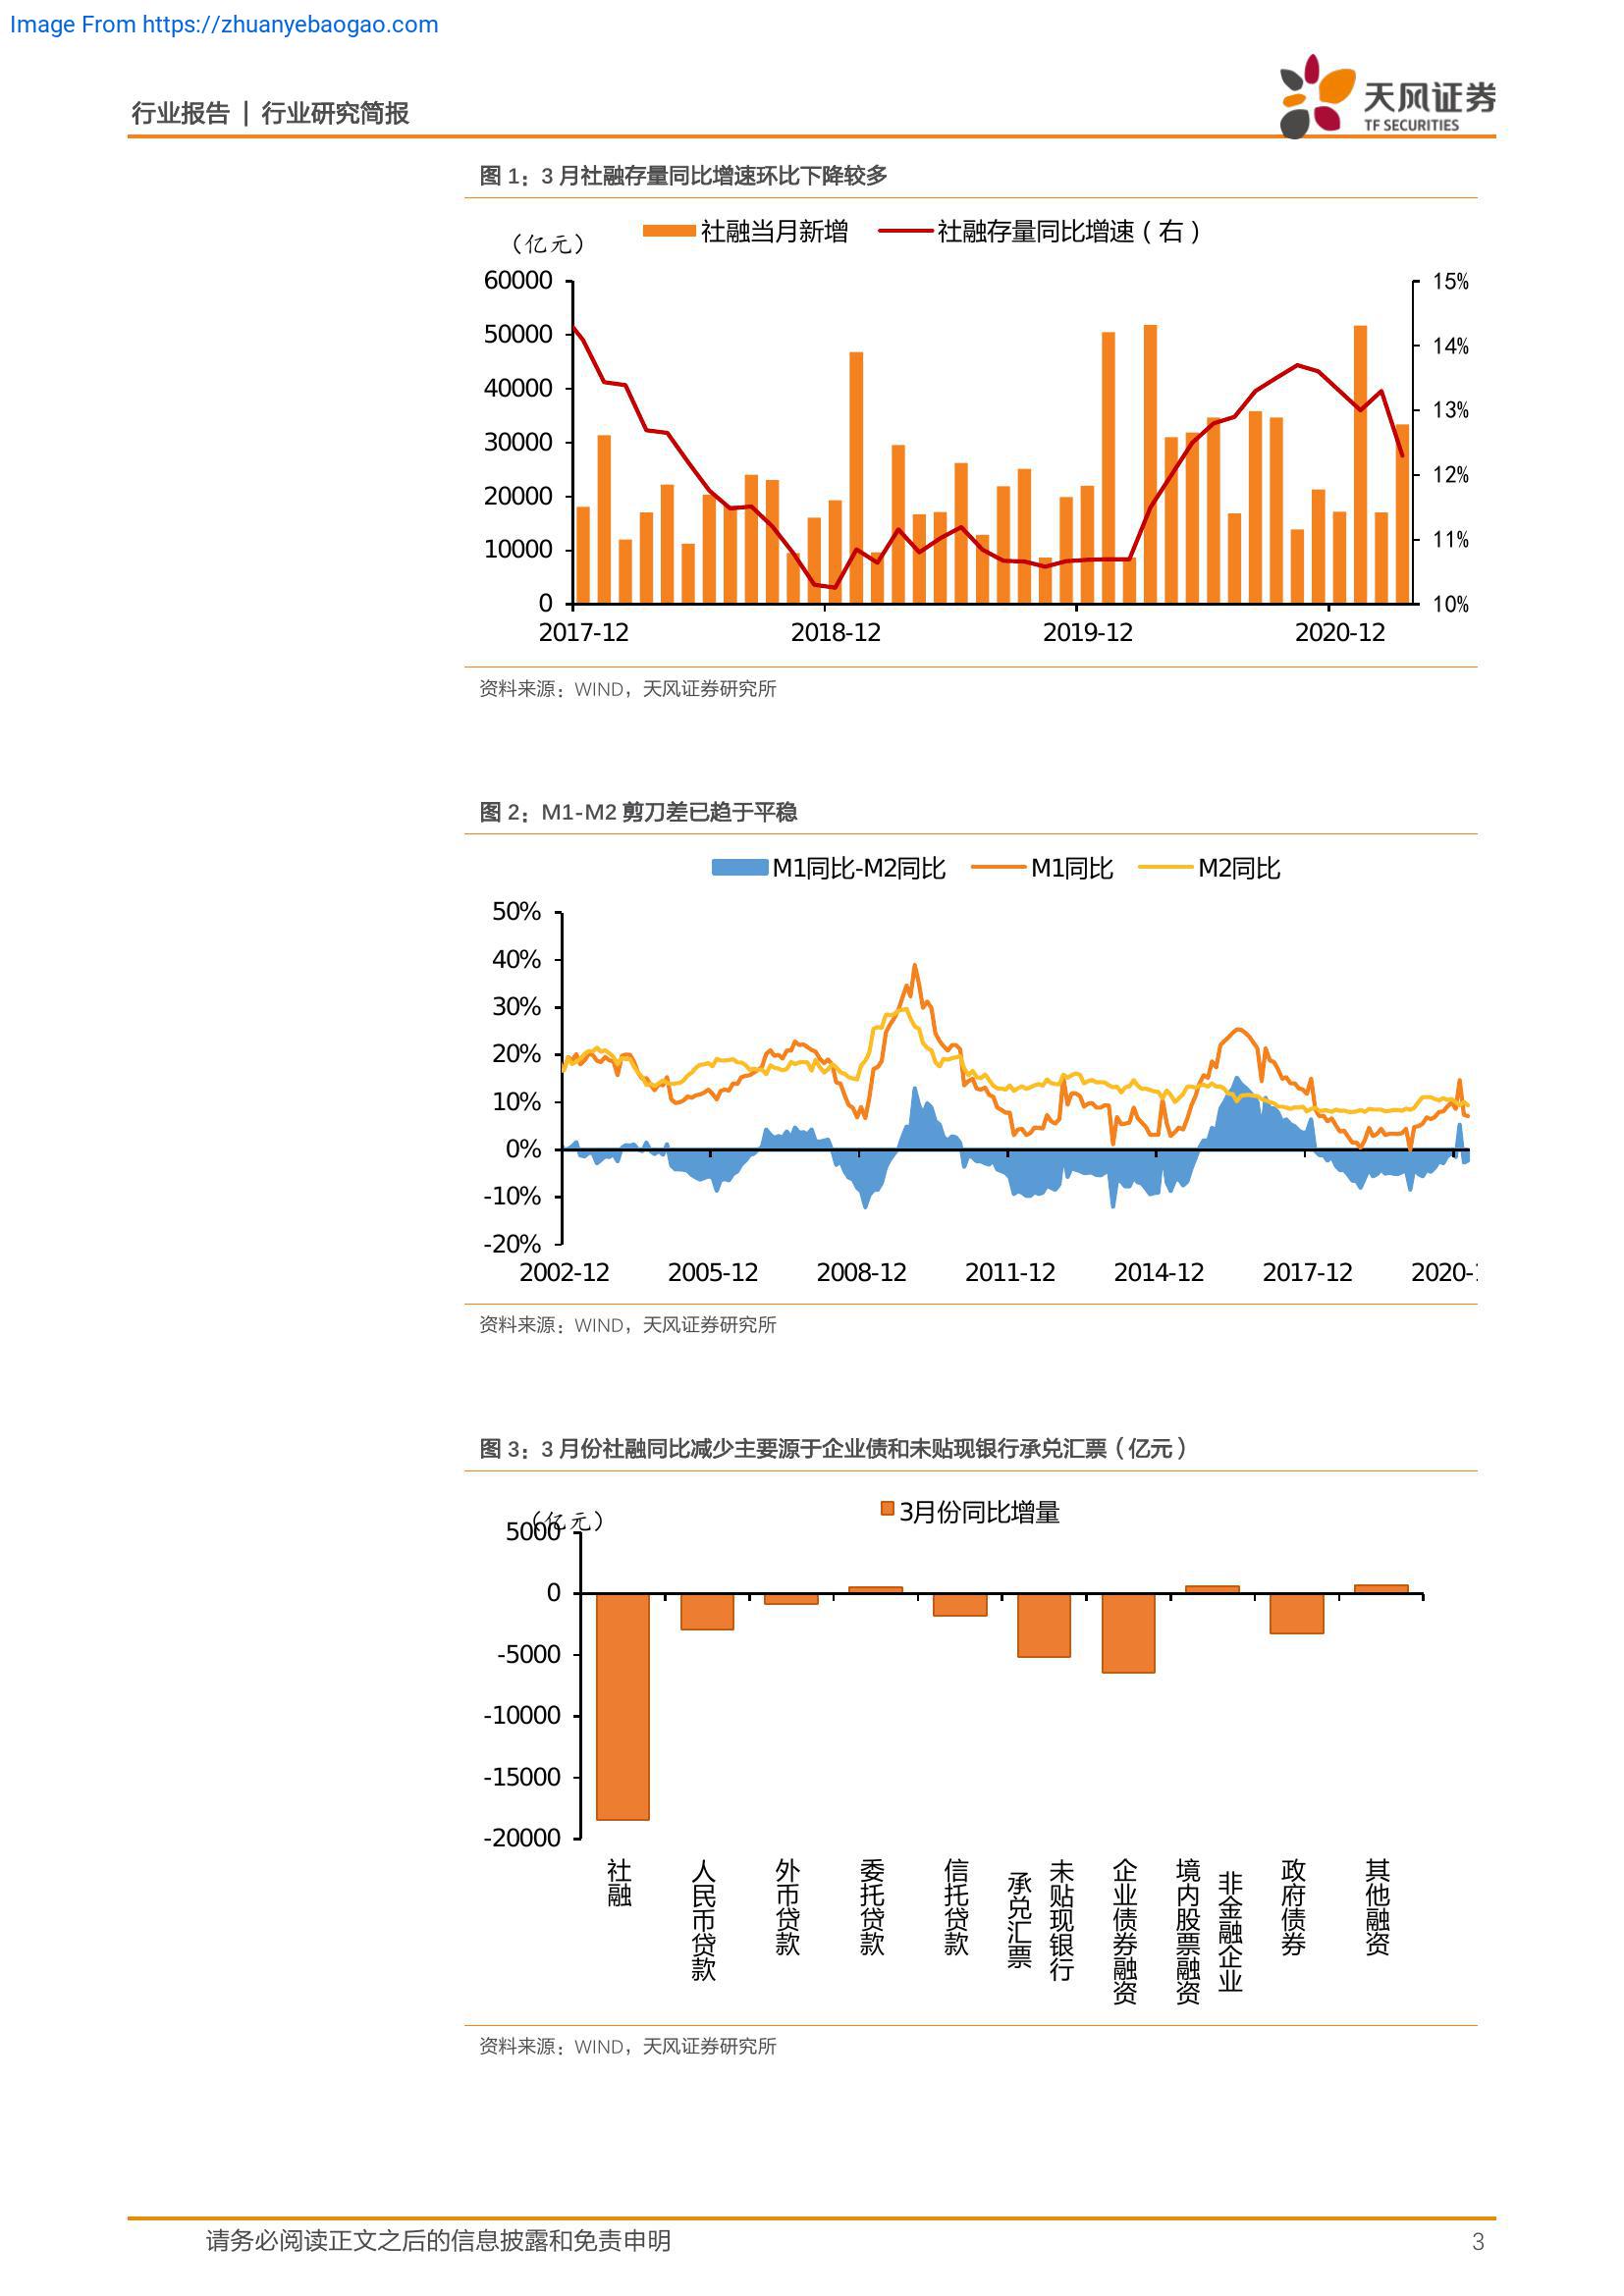 Image From https://zhuanyebaogao.com
行业报告 | 行业研究简报
天风证券
TF SECURITIES
图 1：3 月社融存量同比增速环比下降较多
（亿元）
社融当月新增
社融存量同比增速（右）
60000
50000
40000
30000
20000
10000
0
15%
14%
13%
12%
11%
10%
2017-12
2018-12
2019-12
2020-12
资料来源：WIND，天风证券研究所
图 2：M1-M2 剪刀差已趋于平稳
M1同比-M2同比
M1同比
M2同比
50%
40%
30%
20%
10%
0%
-10%
-20%
2002-12
2005-12
2008-12
2011-12
2014-12
2017-12
2020-1
资料来源：WIND，天风证券研究所
图 3：3 月份社融同比减少主要源于企业债和未贴现银行承兑汇票（亿元）
（亿元）
3月份同比增量
5000
0
-5000
-10000
-15000
-20000
社融
人民币贷款
外币贷款
委托贷款
信托贷款
未贴现银行
承兑汇票
企业债券融资
非金融企业
境内股票融资
政府债券
其他融资
资料来源：WIND，天风证券研究所
请务必阅读正文之后的信息披露和免责申明
3